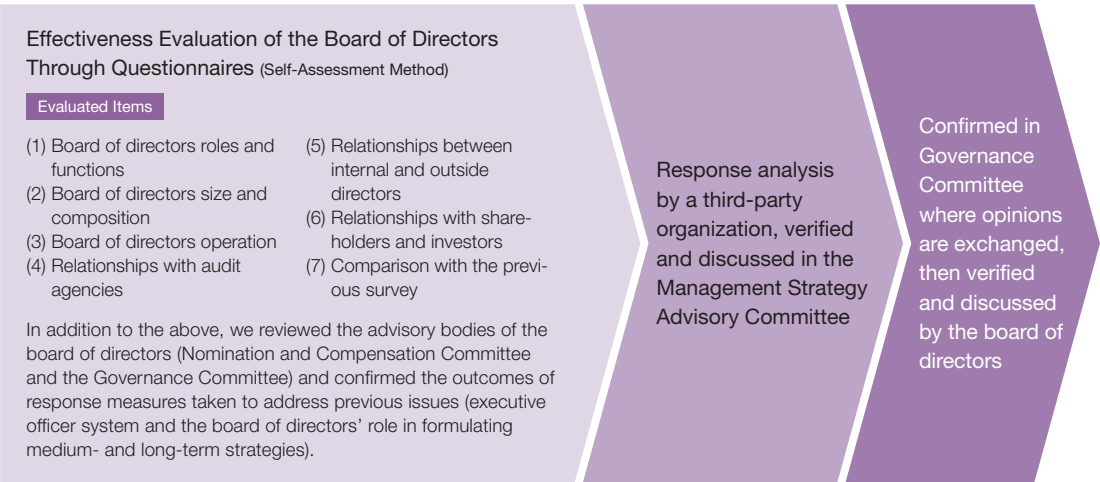 Effectiveness Evaluation of the Board of Directors
Through Questionnaires (Self-Assessment Method)
Evaluated Items
(1) Board of directors roles and
functions
(2) Board of directors size and
composition
(3) Board of directors operation
(4) Relationships with audit
agencies
(5) Relationships between
internal and outside
directors
(6) Relationships with share-
holders and investors
(7) Comparison with the previ-
ous survey
In addition to the above, we reviewed the advisory bodies of the
board of directors (Nomination and Compensation Committee
and the Governance Committee) and confirmed the outcomes of
response measures taken to address previous issues (executive
officer system and the board of directors’ role in formulating
medium- and long-term strategies).
Response analysis
by a third-party
organization, verified
and discussed in the
Management Strategy
Advisory Committee
Confirmed in
Governance
Committee
where opinions
are exchanged,
then verified
and discussed
by the board of
directors